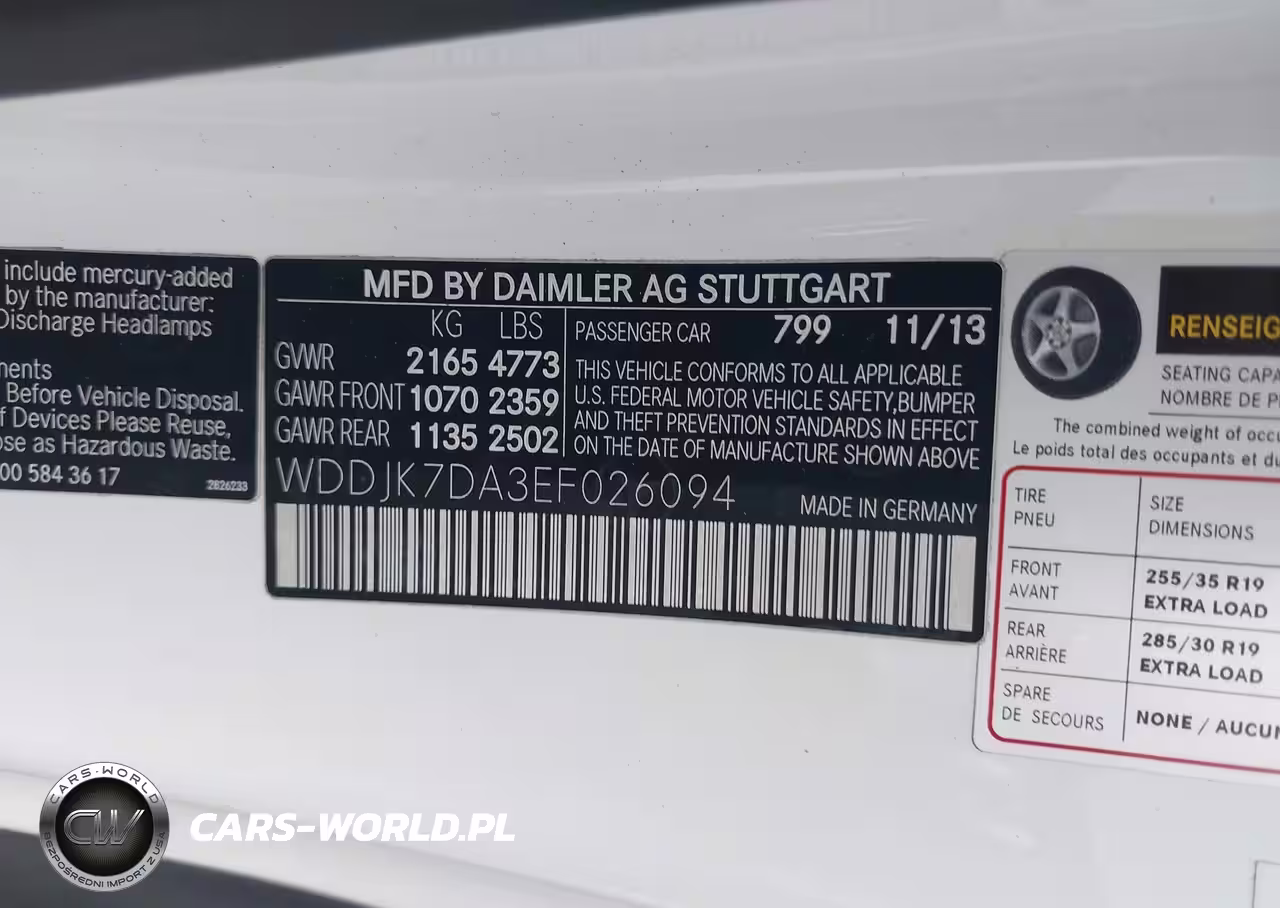 include mercury-added
by the manufacturer:
Discharge Headlamps
Before Vehicle Disposal.
Devices Please Reuse,
as Hazardous Waste.
00 584 36 17
2826233
MFD BY DAIMLER AG STUTTGART
KG LBS
GVWR 2165 4773
GAWR FRONT 1070 2359
GAWR REAR 1135 2502
PASSENGER CAR 799 11/13
THIS VEHICLE CONFORMS TO ALL APPLICABLE
U.S. FEDERAL MOTOR VEHICLE SAFETY,BUMPER
AND THEFT PREVENTION STANDARDS IN EFFECT
ON THE DATE OF MANUFACTURE SHOWN ABOVE
WDDJK7DA3EF026094
MADE IN GERMANY
RENSEIG
SEATING CAPA
NOMBRE DE P
The combined weight of occu
Le poids total des occupants et du
TIRE
PNEU
SIZE
DIMENSIONS
FRONT
AVANT
255/35 R19
EXTRA LOAD
REAR
ARRIÈRE
285/30 R19
EXTRA LOAD
SPARE
DE SECOURS
NONE / AUCUN
CARS-WORLD
CW
BEZPOŚREDNI IMPORT Z USA
CARS-WORLD.PL